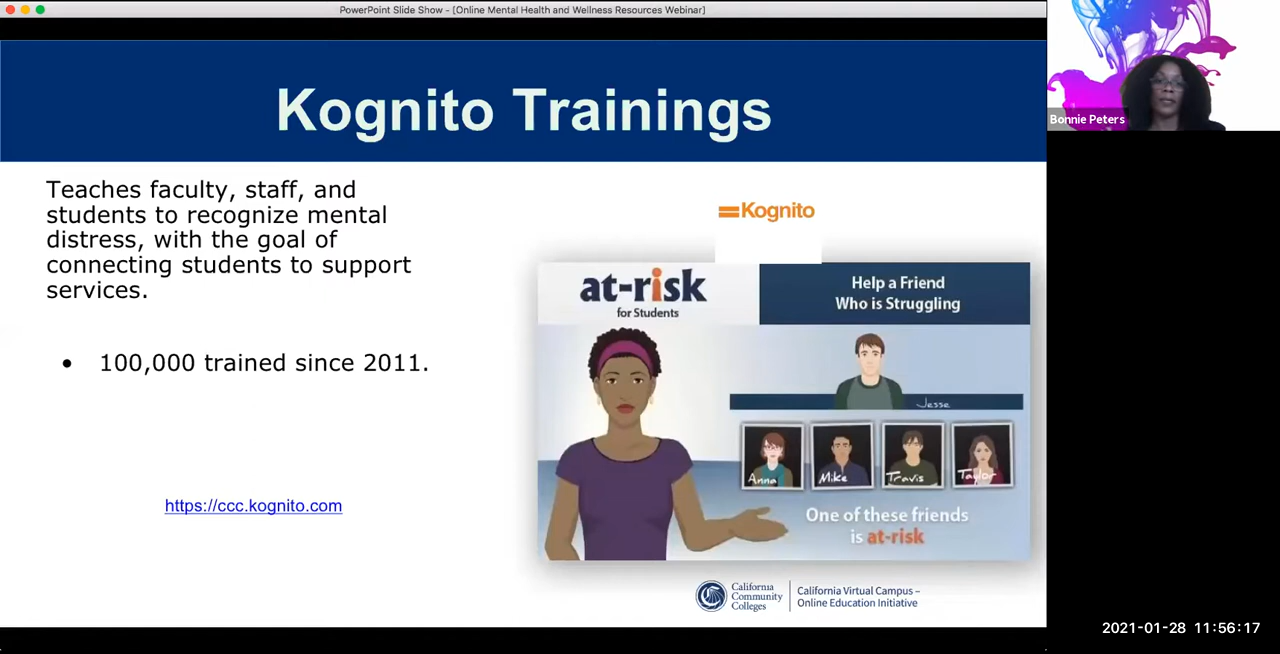 PowerPoint Slide Show - [Online Mental Health and Wellness Resources Webinar]
Kognito Trainings
Bonnie Peters
Teaches faculty, staff, and
students to recognize mental
distress, with the goal of
connecting students to support
services.
• 100,000 trained since 2011.
https://ccc.kognito.com
Kognito
at-risk
for Students
Help a Friend
Who is Struggling
Jesse
Anna
Mike
Travis
Taylor
One of these friends
is at-risk
California
Community
Colleges
California Virtual Campus –
Online Education Initiative
2021-01-28 11:56:17